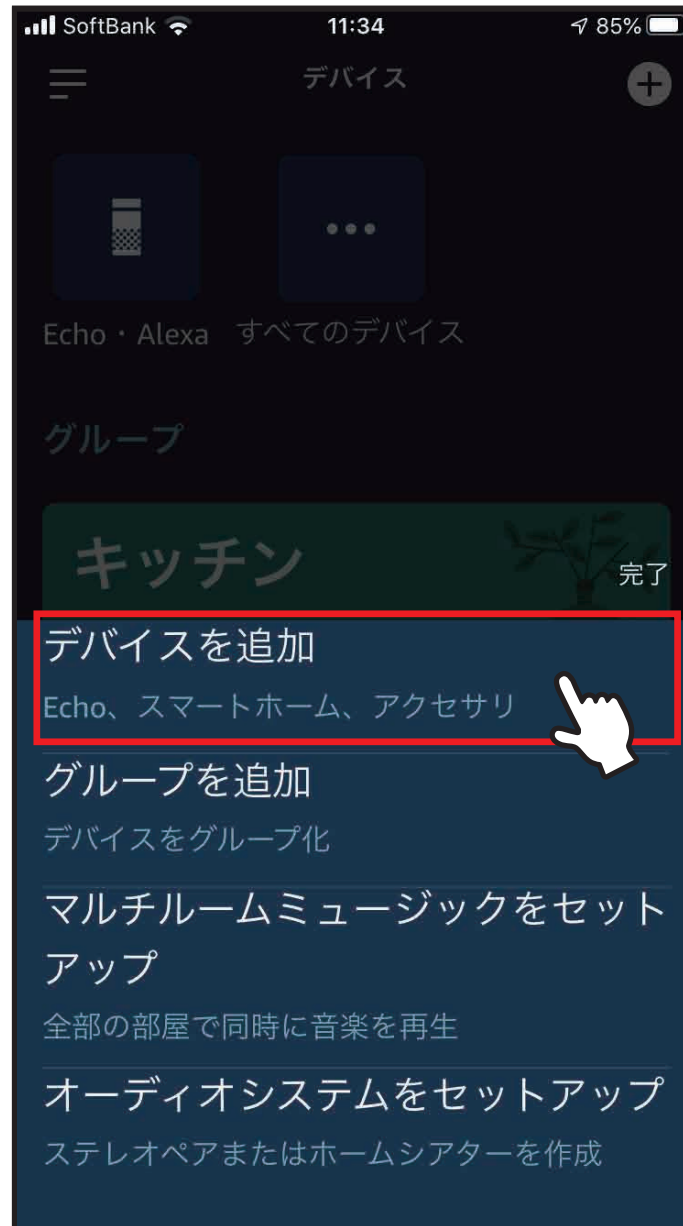 SoftBank 11:34 85%
デバイス
Echo・Alexa すべてのデバイス
グループ
キッチン
完了
デバイスを追加
Echo、スマートホーム、アクセサリ
グループを追加
デバイスをグループ化
マルチルームミュージックをセット
アップ
全部の部屋で同時に音楽を再生
オーディオシステムをセットアップ
ステレオペアまたはホームシアターを作成